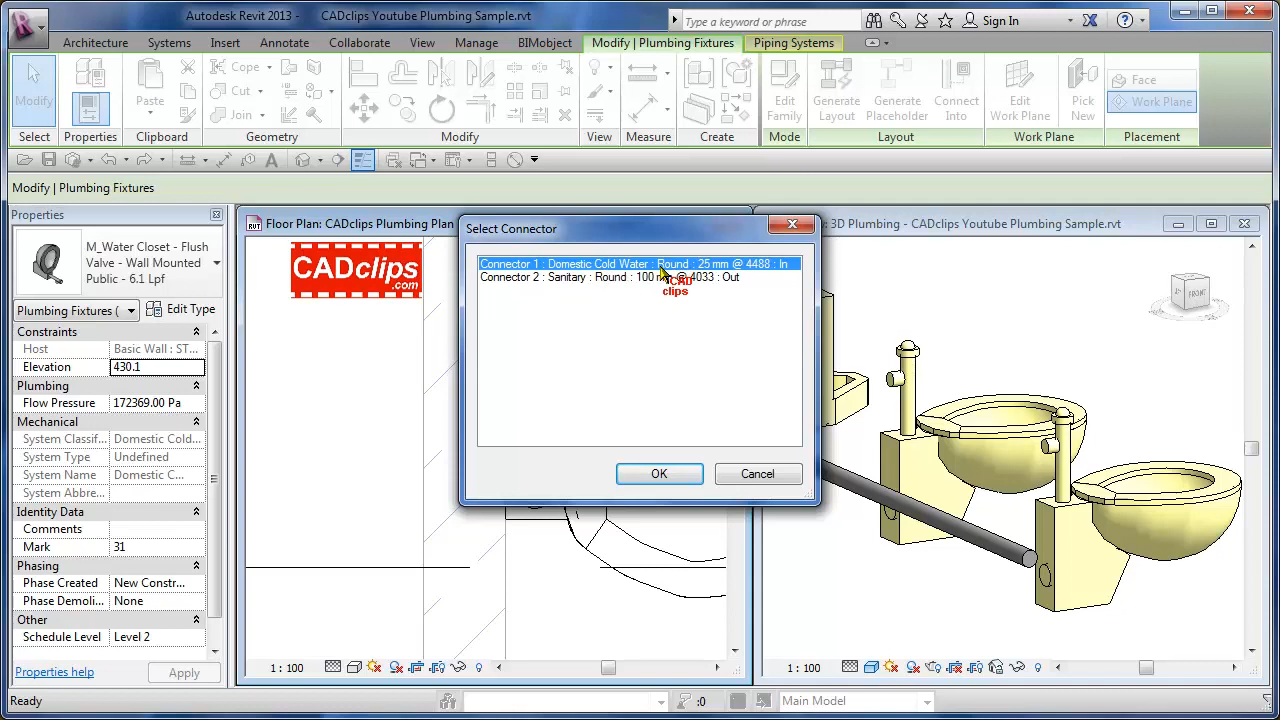 Autodesk Revit 2013 - CADclips Youtube Plumbing Sample.rvt
Type a keyword or phrase
Sign In
Architecture Systems Insert Annotate Collaborate View Manage BIMobject Modify | Plumbing Fixtures Piping Systems
Modify
Paste
Cope
Cut
Join
Edit Family
Generate Layout
Generate Placeholder
Connect Into
Edit Work Plane
Pick New
Face
Work Plane
Select Properties Clipboard Geometry Modify View Measure Create Mode Layout Work Plane Placement
Modify | Plumbing Fixtures
Properties
M_Water Closet - Flush
Valve - Wall Mounted
Public - 6.1 Lpf
Plumbing Fixtures ( Edit Type
Constraints
Host Basic Wall : ST...
Elevation 430.1
Plumbing
Flow Pressure 172369.00 Pa
Mechanical
System Classif... Domestic Cold...
System Type Undefined
System Name Domestic C...
System Abbre...
Identity Data
Comments
Mark 31
Phasing
Phase Created New Constr...
Phase Demoli... None
Other
Schedule Level Level 2
Properties help Apply
Floor Plan: CADclips Plumbing Plan
CADclips
.com
Select Connector
Connector 1 : Domestic Cold Water : Round : 25 mm @ 4488 : In
Connector 2 : Sanitary : Round : 100 mm @ 4033 : Out
CAD
clips
OK Cancel
: 3D Plumbing - CADclips Youtube Plumbing Sample.rvt
FRONT
1 : 100
1 : 100
Ready
:0
Main Model